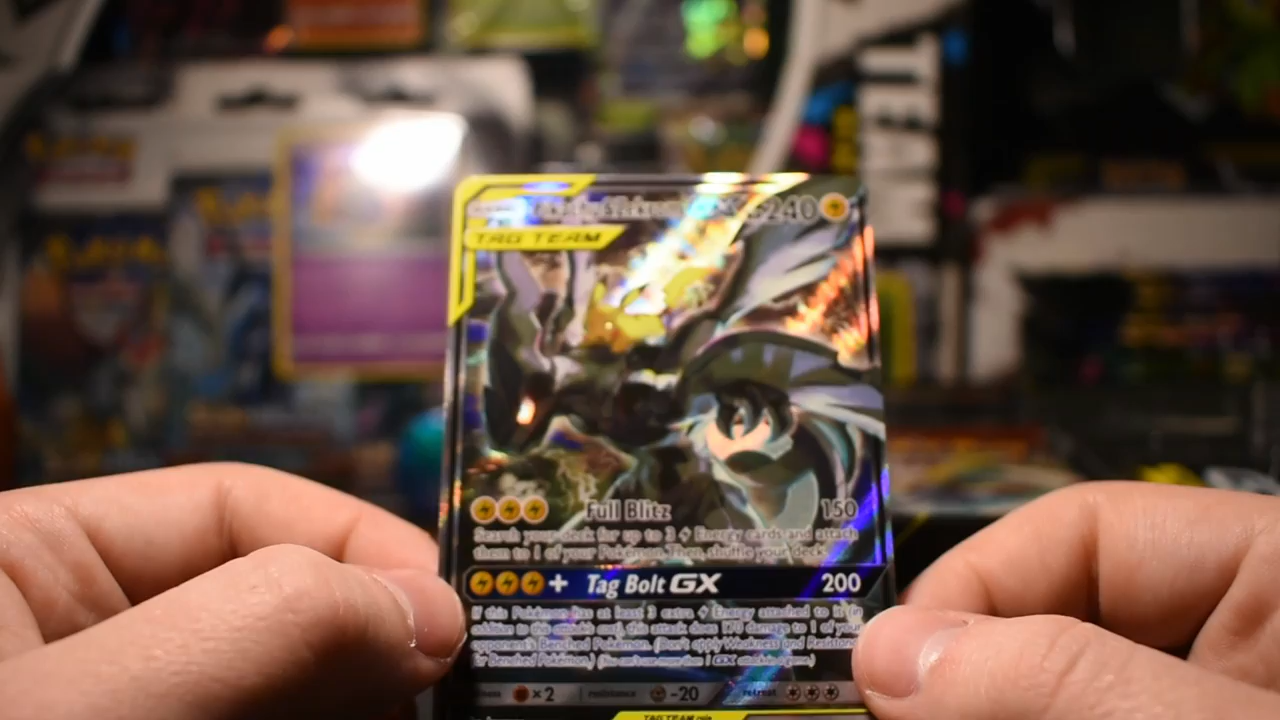 240
TAG TEAM
Full Blitz 150
Search your deck for up to 3 Energy cards and attach
them to 1 of your Pokémon. Then, shuffle your deck.
+ Tag Bolt GX 200
If this Pokémon has at least 3 extra Energy attached to it (in
addition to this attack's cost), this attack does 170 damage to 1 of your
opponent's Benched Pokémon. (Don't apply Weakness and Resistance
for Benched Pokémon.) (You can't use more than 1 GX attack in a game.)
×2 resistance -20 retreat
TAG TEAM rule